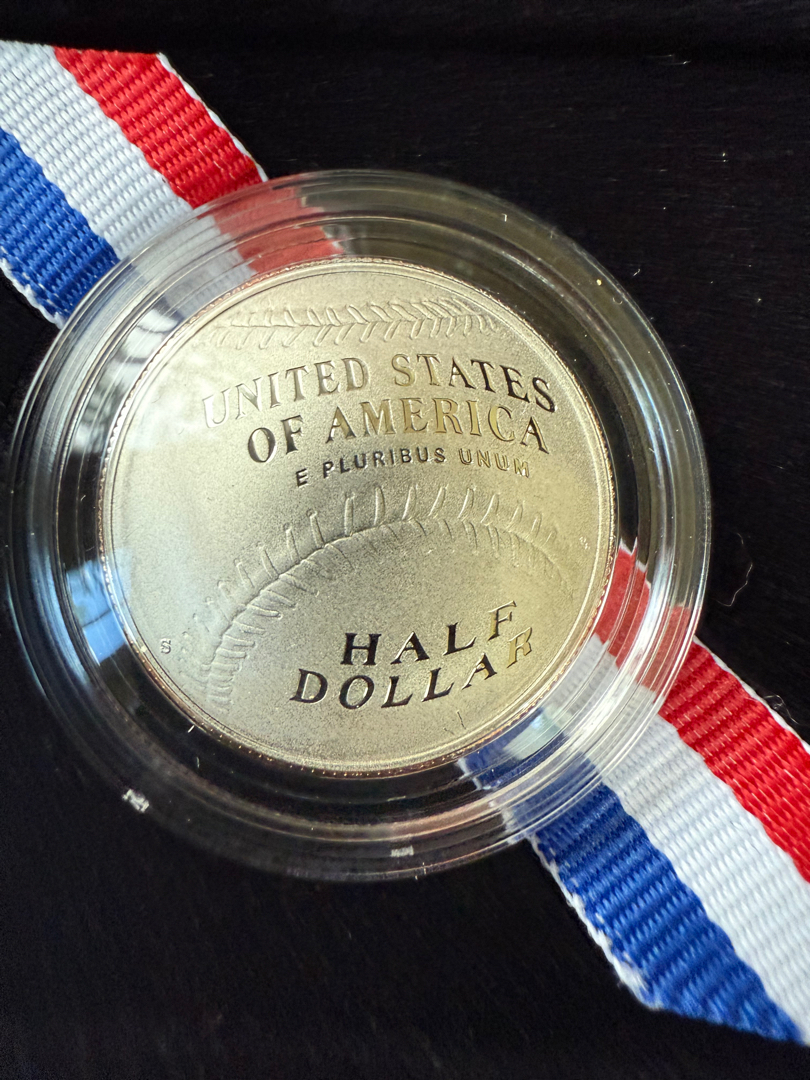 UNITED STATES
OF AMERICA
E PLURIBUS UNUM
S
HALF
DOLLAR